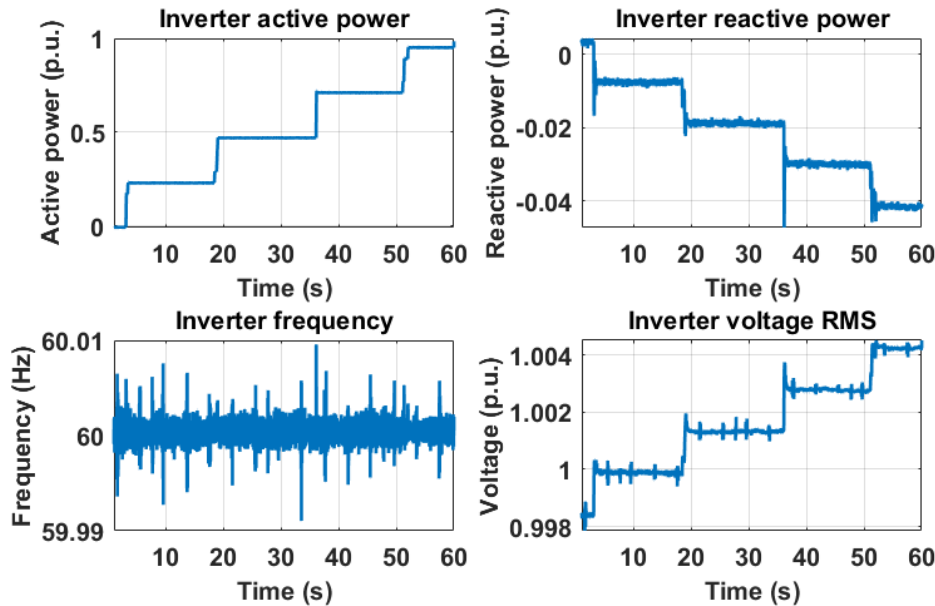 Inverter active power
Active power (p.u.)
1
0.5
0
10 20 30 40 50 60
Time (s)
Inverter reactive power
Reactive power (p.u.)
0
-0.02
-0.04
10 20 30 40 50 60
Time (s)
Inverter frequency
Frequency (Hz)
60.01
60
59.99
10 20 30 40 50 60
Time (s)
Inverter voltage RMS
Voltage (p.u.)
1.004
1.002
1
0.998
10 20 30 40 50 60
Time (s)